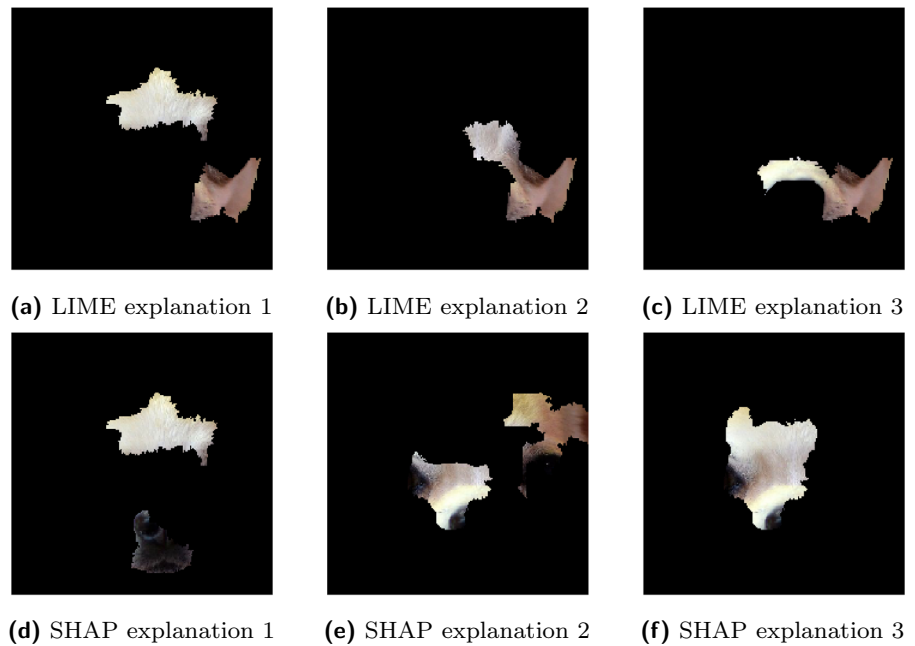 (a) LIME explanation 1
(b) LIME explanation 2
(c) LIME explanation 3
(d) SHAP explanation 1
(e) SHAP explanation 2
(f) SHAP explanation 3